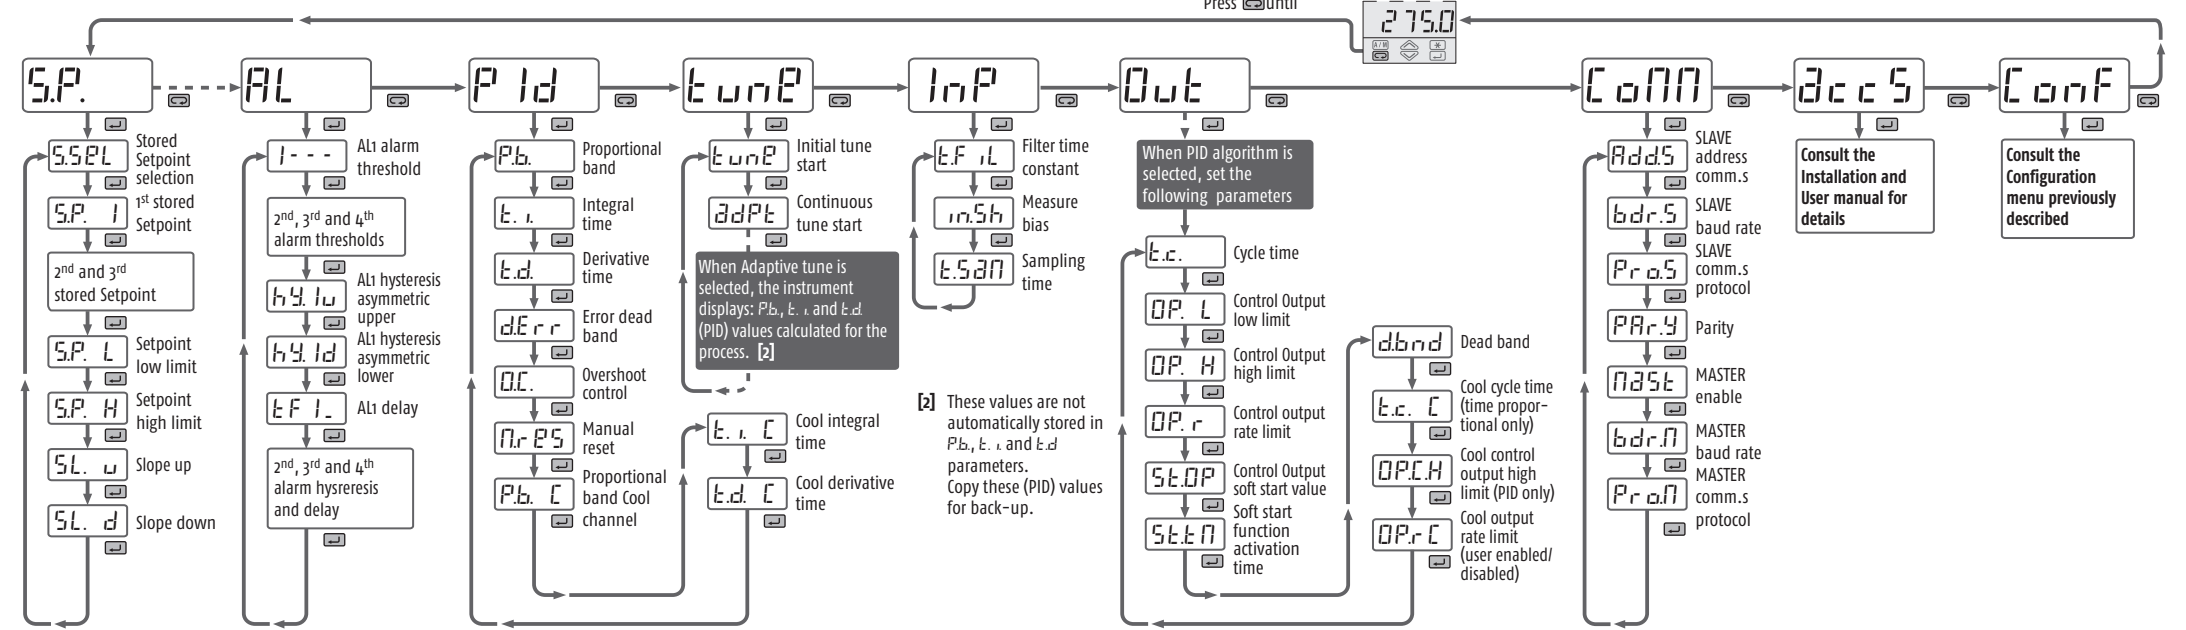 Press until
275.0
A/M
S.P.
AL
P Id
tunE
InP
Out
CoMM
AccS
ConF
S.SEL
Stored
Setpoint
selection
S.P. 1
1st stored
Setpoint
2nd and 3rd
stored Setpoint
S.P. L
Setpoint
low limit
S.P. H
Setpoint
high limit
SL. u
Slope up
SL. d
Slope down
1---
AL1 alarm
threshold
2nd, 3rd and 4th
alarm thresholds
hy.1u
AL1 hysteresis
asymmetric
upper
hy.1d
AL1 hysteresis
asymmetric
lower
tF1_
AL1 delay
2nd, 3rd and 4th
alarm hysreresis
and delay
P.b.
Proportional
band
t.i.
Integral
time
t.d.
Derivative
time
d.Err
Error dead
band
O.C.
Overshoot
control
M.rES
Manual
reset
P.b. C
Proportional
band Cool
channel
t.i. C
Cool integral
time
t.d. C
Cool derivative
time
tunE
Initial tune
start
AdPt
Continuous
tune start
When Adaptive tune is
selected, the instrument
displays: P.b., t.i. and t.d.
(PID) values calculated for the
process. [2]
t.FiL
Filter time
constant
in.Sh
Measure
bias
t.SaM
Sampling
time
[2] These values are not
automatically stored in
P.b., t.i. and t.d
parameters.
Copy these (PID) values
for back-up.
When PID algorithm is
selected, set the
following parameters
t.c.
Cycle time
OP. L
Control Output
low limit
OP. H
Control Output
high limit
OP. r
Control output
rate limit
St.OP
Control Output
soft start value
St.tM
Soft start
function
activation
time
d.bnd
Dead band
t.c. C
Cool cycle time
(time propor-
tional only)
OP.C.H
Cool control
output high
limit (PID only)
OP.r C
Cool output
rate limit
(user enabled/
disabled)
Add.S
SLAVE
address
comm.s
bdr.S
SLAVE
baud rate
Pro.S
SLAVE
comm.s
protocol
PAr.y
Parity
MASt
MASTER
enable
bdr.M
MASTER
baud rate
Pro.M
MASTER
comm.s
protocol
Consult the
Installation and
User manual for
details
Consult the
Configuration
menu previously
described